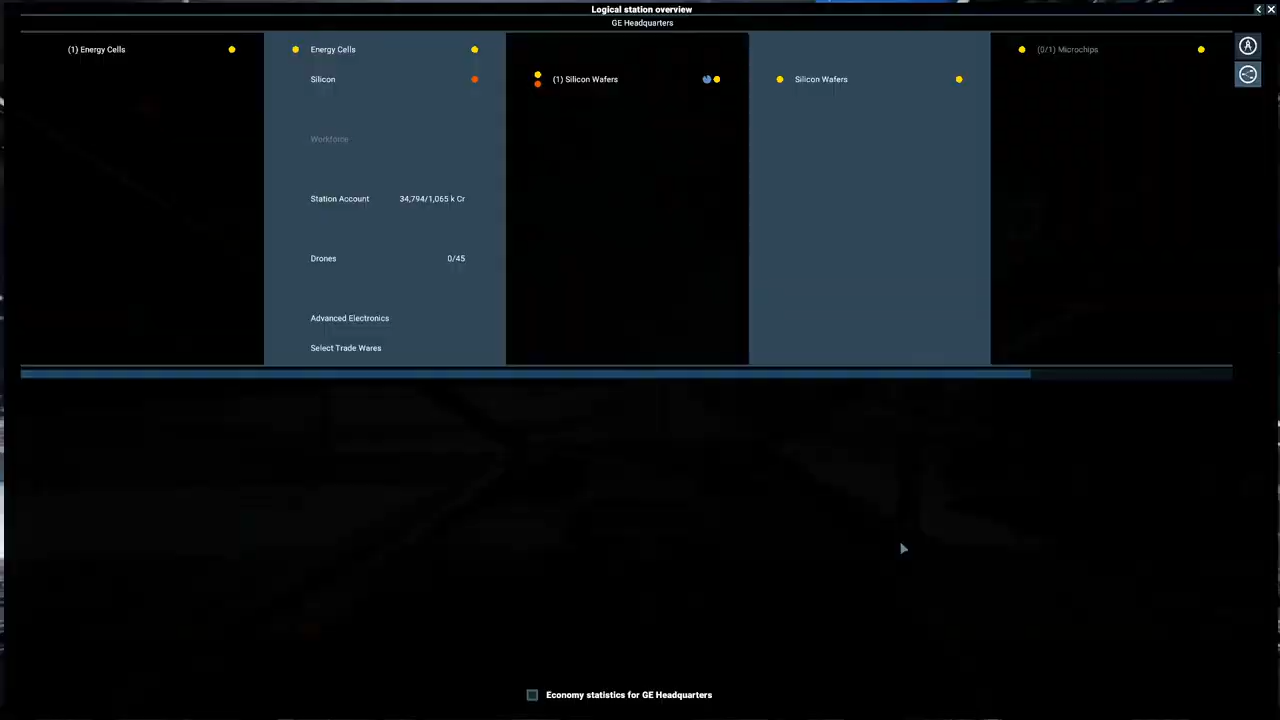 Logical station overview
GE Headquarters
(1) Energy Cells
Energy Cells
(0/1) Microchips
Silicon
(1) Silicon Wafers
Silicon Wafers
Workforce
Station Account 34,794/1,065 k Cr
Drones 0/45
Advanced Electronics
Select Trade Wares
Economy statistics for GE Headquarters